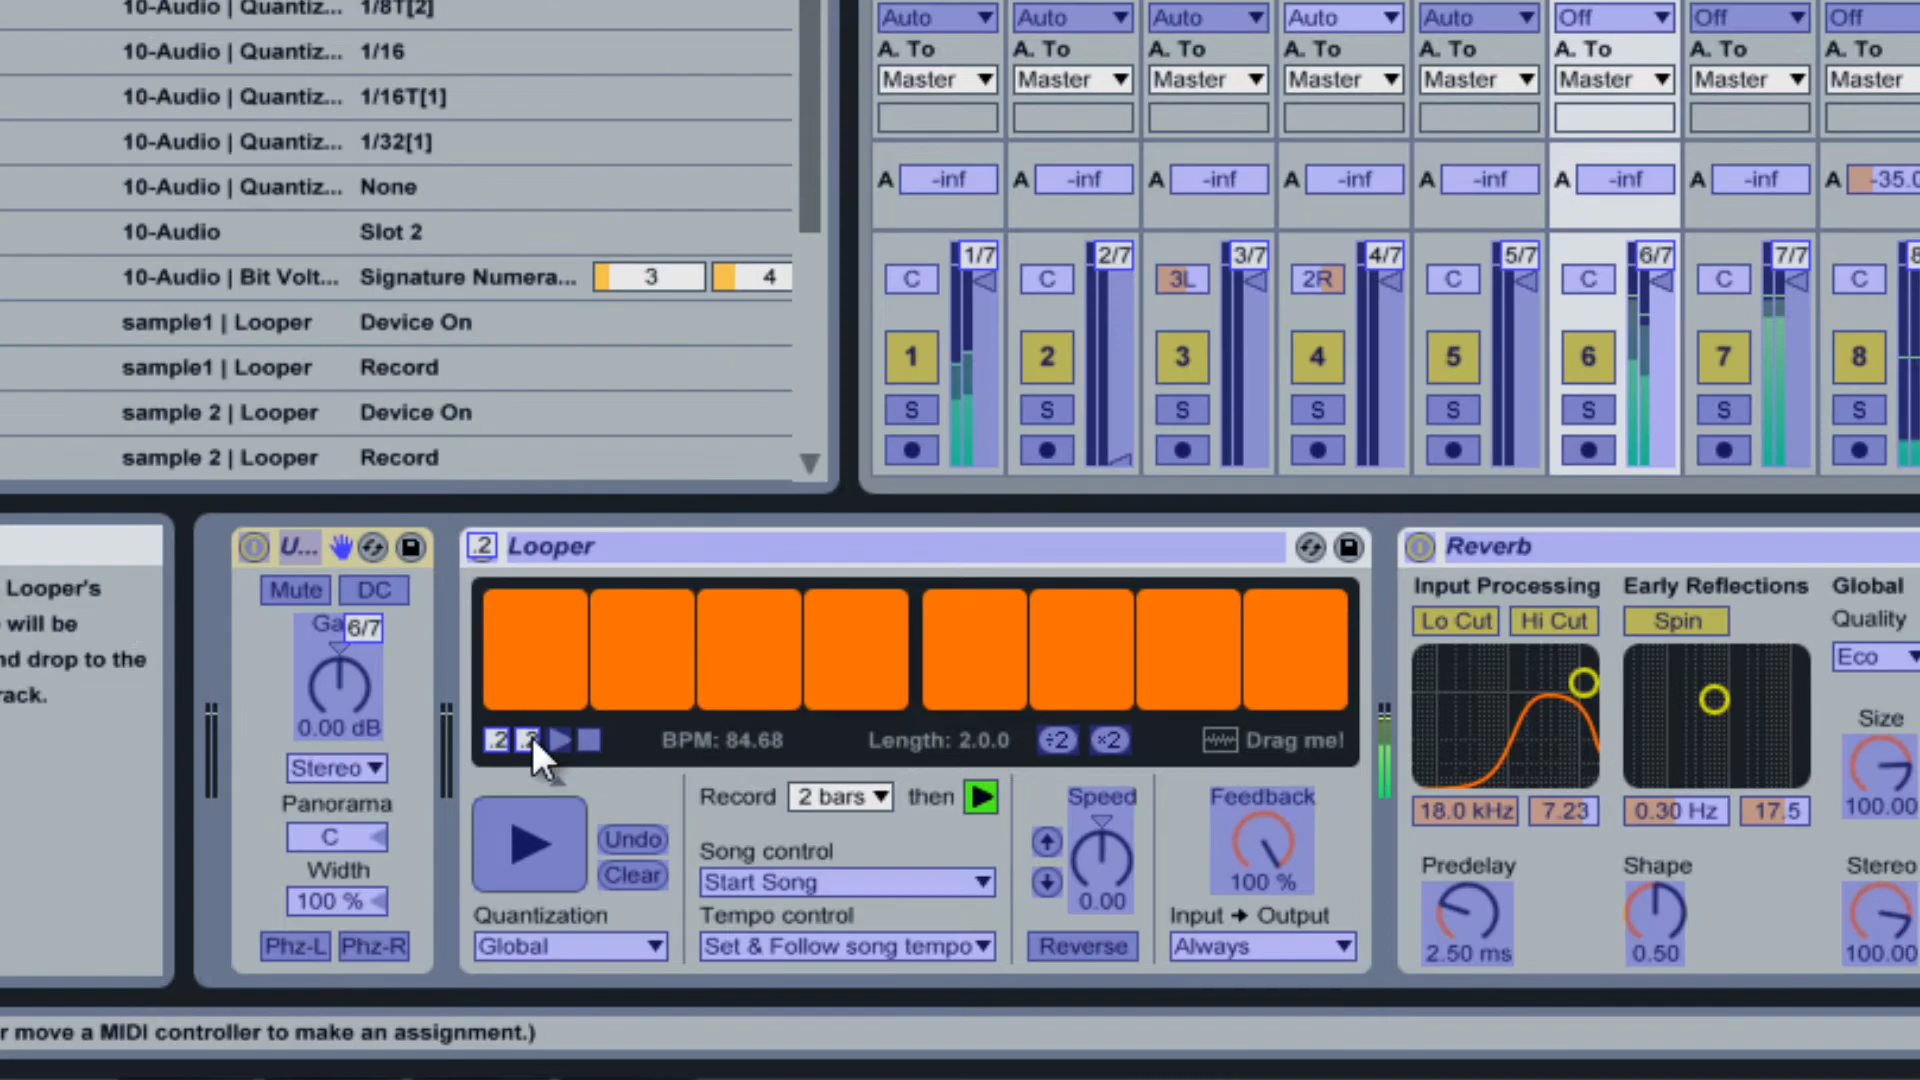 10-Audio | Quantiz... 1/8T[2]
10-Audio | Quantiz... 1/16
10-Audio | Quantiz... 1/16T[1]
10-Audio | Quantiz... 1/32[1]
10-Audio | Quantiz... None
10-Audio Slot 2
10-Audio | Bit Volt... Signature Numera... 3 4
sample1 | Looper Device On
sample1 | Looper Record
sample 2 | Looper Device On
sample 2 | Looper Record
Auto Auto Auto Auto Auto Off Off Off
A. To A. To A. To A. To A. To A. To A. To A. To
Master Master Master Master Master Master Master Master
A -inf A -inf A -inf A -inf A -inf A -inf A -inf A -35.0
1/7 2/7 3/7 4/7 5/7 6/7 7/7 8
C C 3L 2R C C C C
1 2 3 4 5 6 7 8
S S S S S S S S
Looper's
will be
nd drop to the
rack.
U...
Mute DC
Ga 6/7
0.00 dB
Stereo
Panorama
C
Width
100 %
Phz-L Phz-R
.2 Looper
.2 .2 BPM: 84.68 Length: 2.0.0 ÷2 ×2 Drag me!
Undo
Clear
Quantization
Global
Record 2 bars then
Song control
Start Song
Tempo control
Set & Follow song tempo
Speed
0.00
Reverse
Feedback
100 %
Input → Output
Always
Reverb
Input Processing Early Reflections Global
Lo Cut Hi Cut Spin Quality
Eco
18.0 kHz 7.23 0.30 Hz 17.5
Size
100.00
Predelay Shape Stereo
2.50 ms 0.50 100.00
r move a MIDI controller to make an assignment.)